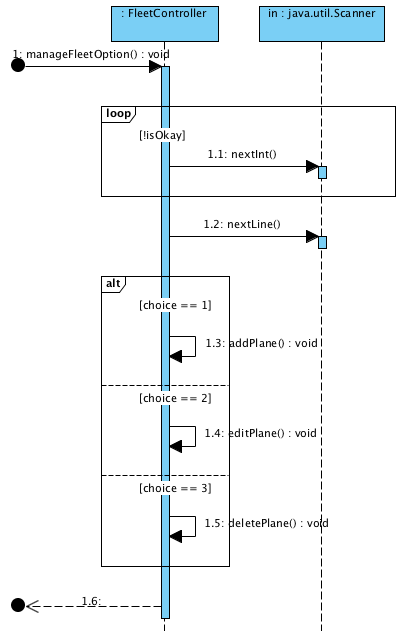 : FleetController
in : java.util.Scanner
1: manageFleetOption() : void
loop
[!isOkay]
1.1: nextInt()
1.2: nextLine()
alt
[choice == 1]
1.3: addPlane() : void
[choice == 2]
1.4: editPlane() : void
[choice == 3]
1.5: deletePlane() : void
1.6: